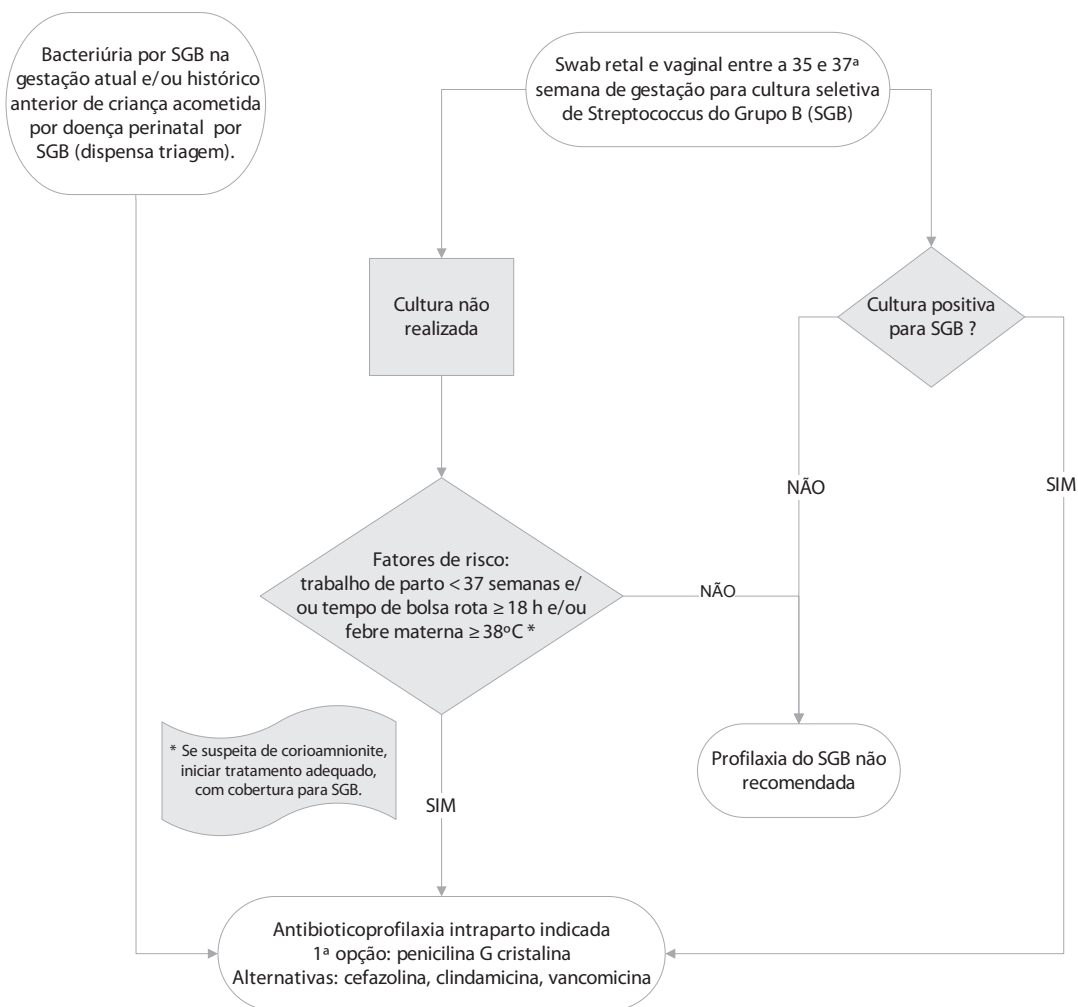 Bacteriúria por SGB na
gestação atual e/ou histórico
anterior de criança acometida
por doença perinatal por
SGB (dispensa triagem).
Swab retal e vaginal entre a 35 e 37ª
semana de gestação para cultura seletiva
de Streptococcus do Grupo B (SGB)
Cultura não
realizada
Cultura positiva
para SGB ?
NÃO
SIM
Fatores de risco:
trabalho de parto < 37 semanas e/
ou tempo de bolsa rota ≥ 18 h e/ou
febre materna ≥ 38ºC *
NÃO
* Se suspeita de corioamnionite,
iniciar tratamento adequado,
com cobertura para SGB.
SIM
Profilaxia do SGB não
recomendada
Antibioticoprofilaxia intraparto indicada
1ª opção: penicilina G cristalina
Alternativas: cefazolina, clindamicina, vancomicina